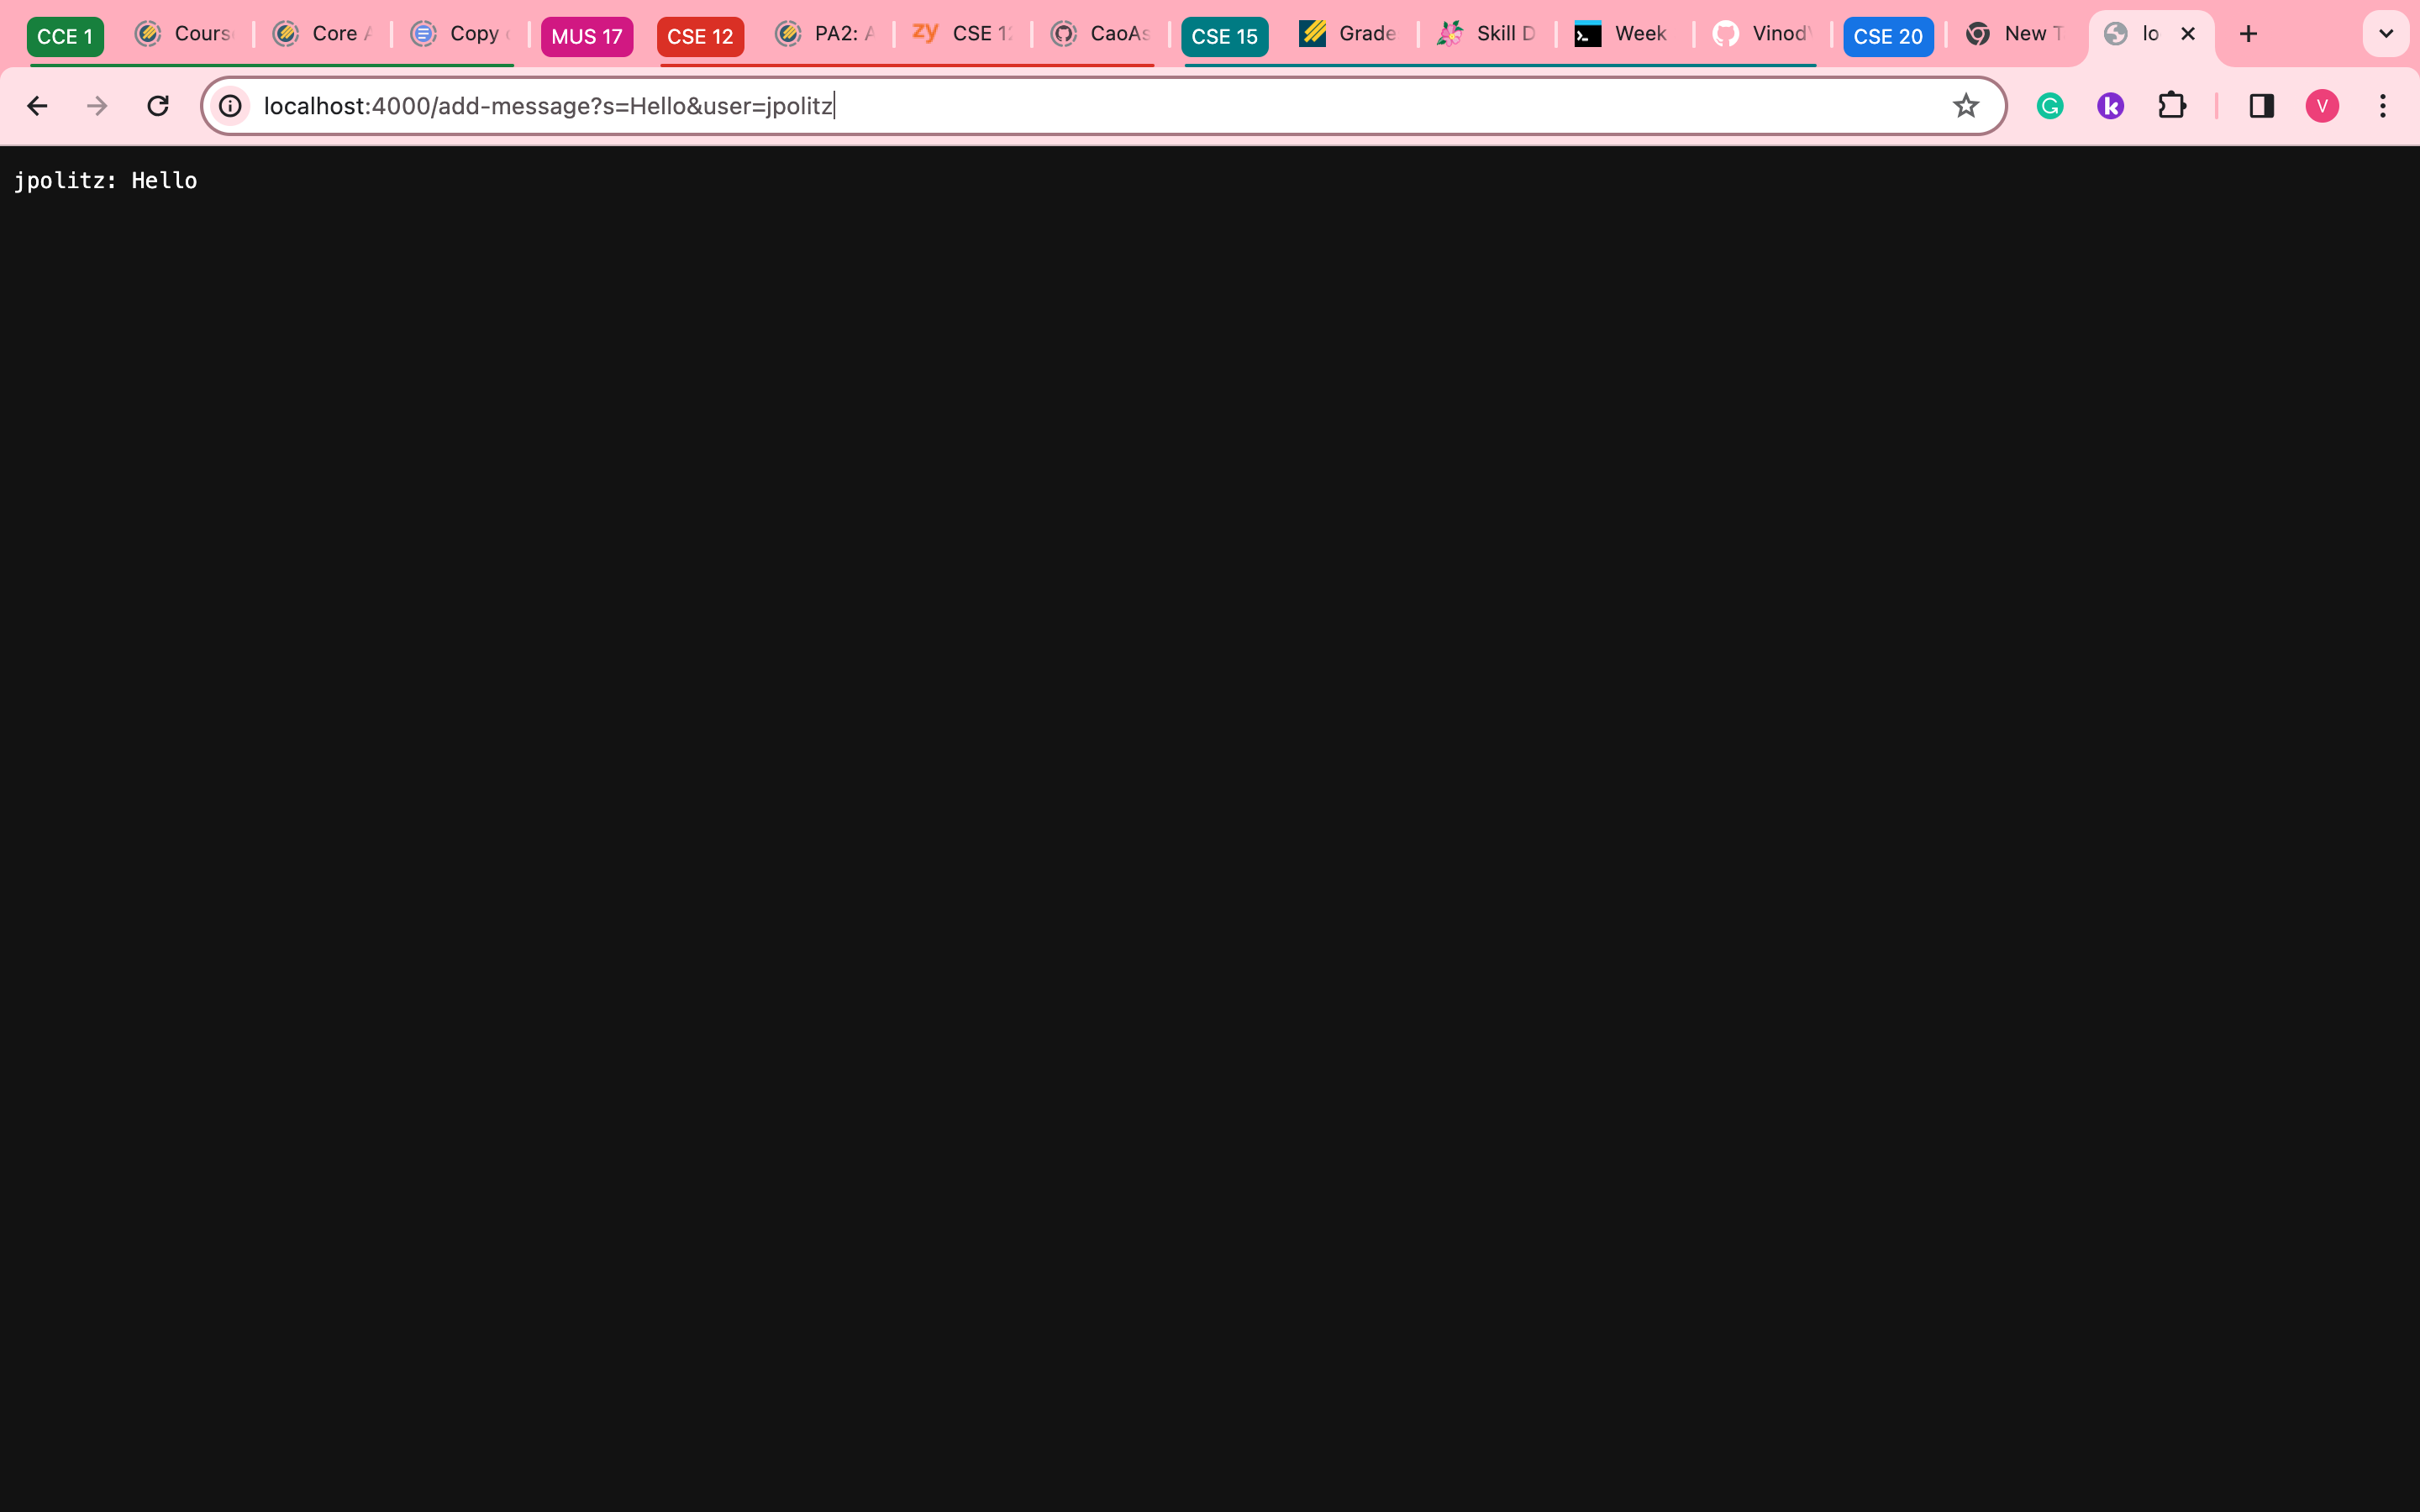 CCE 1 Cours Core A Copy MUS 17 CSE 12 PA2: A zy CSE 12 CaoAs CSE 15 Grade Skill D Week Vinod CSE 20 New T lo
localhost:4000/add-message?s=Hello&user=jpolitz
V
jpolitz: Hello